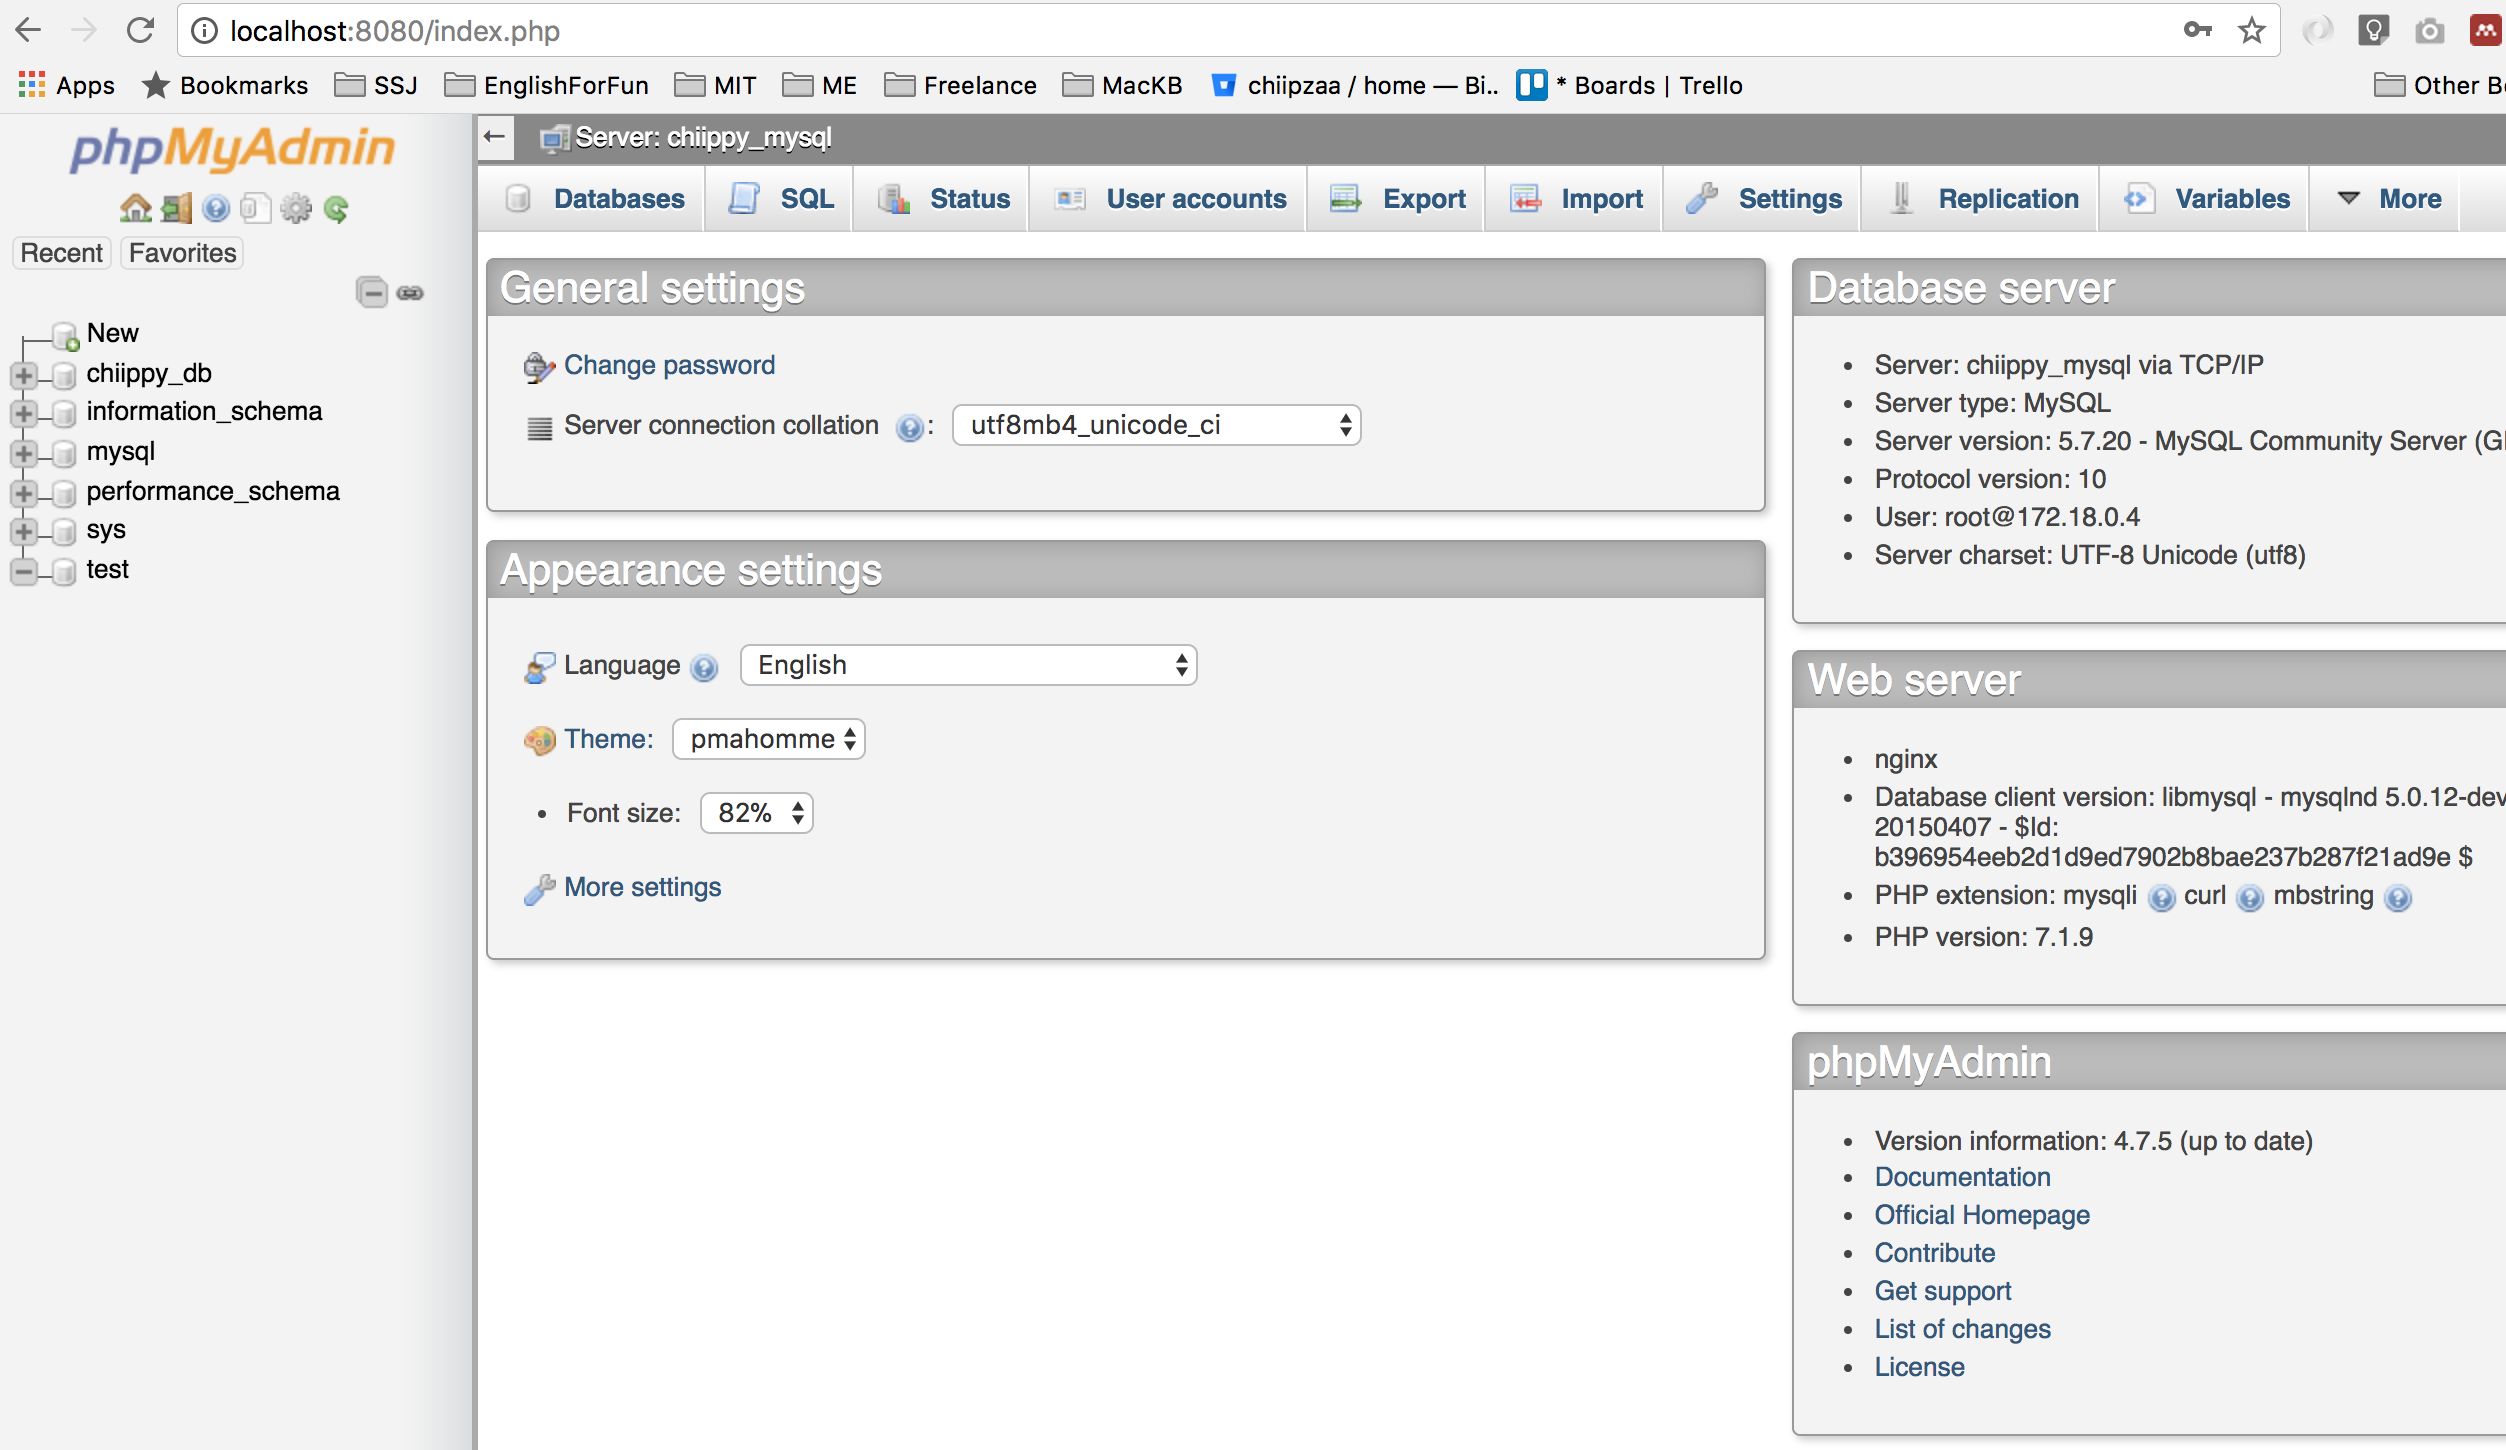 localhost:8080/index.php
Apps Bookmarks SSJ EnglishForFun MIT ME Freelance MacKB chiipzaa / home — Bi.. * Boards | Trello Other B
phpMyAdmin
Recent Favorites
New
chiippy_db
information_schema
mysql
performance_schema
sys
test
Server: chiippy_mysql
Databases SQL Status User accounts Export Import Settings Replication Variables More
General settings
Change password
Server connection collation : utf8mb4_unicode_ci
Appearance settings
Language English
Theme: pmahomme
Font size: 82%
More settings
Database server
Server: chiippy_mysql via TCP/IP
Server type: MySQL
Server version: 5.7.20 - MySQL Community Server (G
Protocol version: 10
User: root@172.18.0.4
Server charset: UTF-8 Unicode (utf8)
Web server
nginx
Database client version: libmysql - mysqlnd 5.0.12-dev
20150407 - $Id:
b396954eeb2d1d9ed7902b8bae237b287f21ad9e $
PHP extension: mysqli curl mbstring
PHP version: 7.1.9
phpMyAdmin
Version information: 4.7.5 (up to date)
Documentation
Official Homepage
Contribute
Get support
List of changes
License